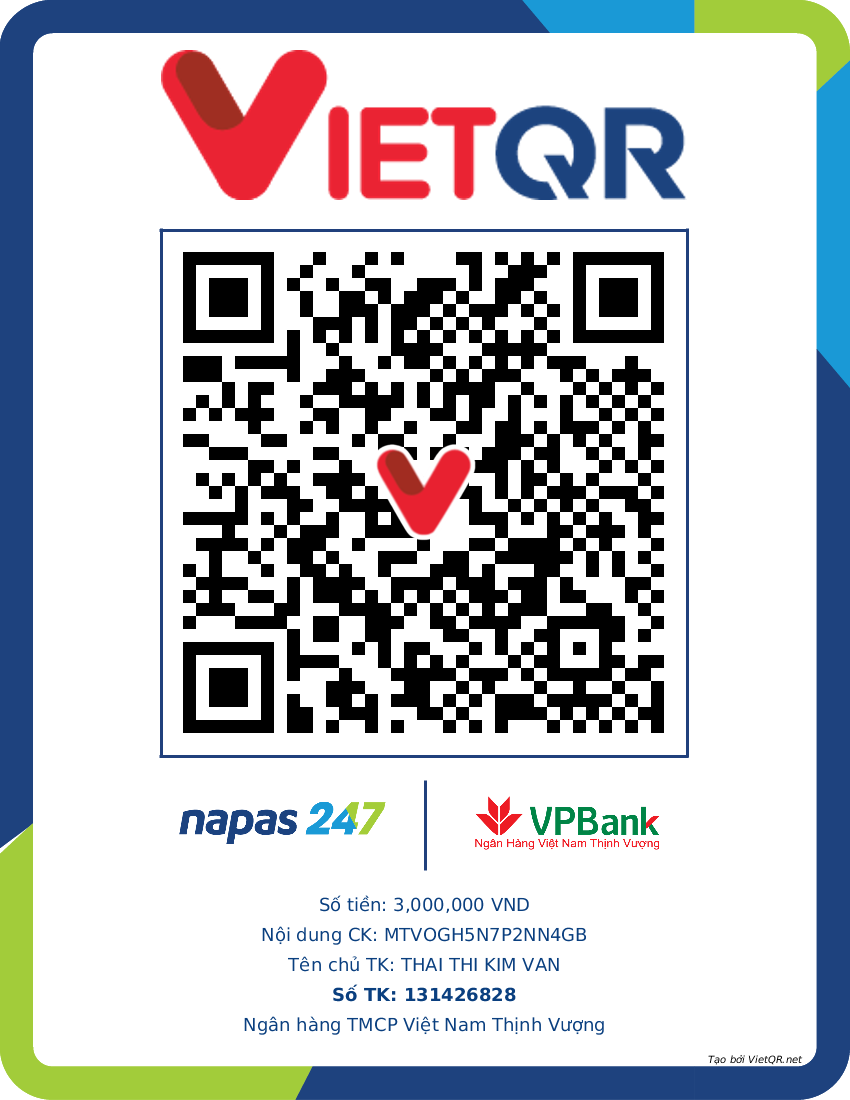 VIETQR
napas 247
VPBank
Ngân Hàng Việt Nam Thịnh Vượng
Số tiền: 3,000,000 VND
Nội dung CK: MTVOGH5N7P2NN4GB
Tên chủ TK: THAI THI KIM VAN
Số TK: 131426828
Ngân hàng TMCP Việt Nam Thịnh Vượng
Tạo bởi VietQR.net